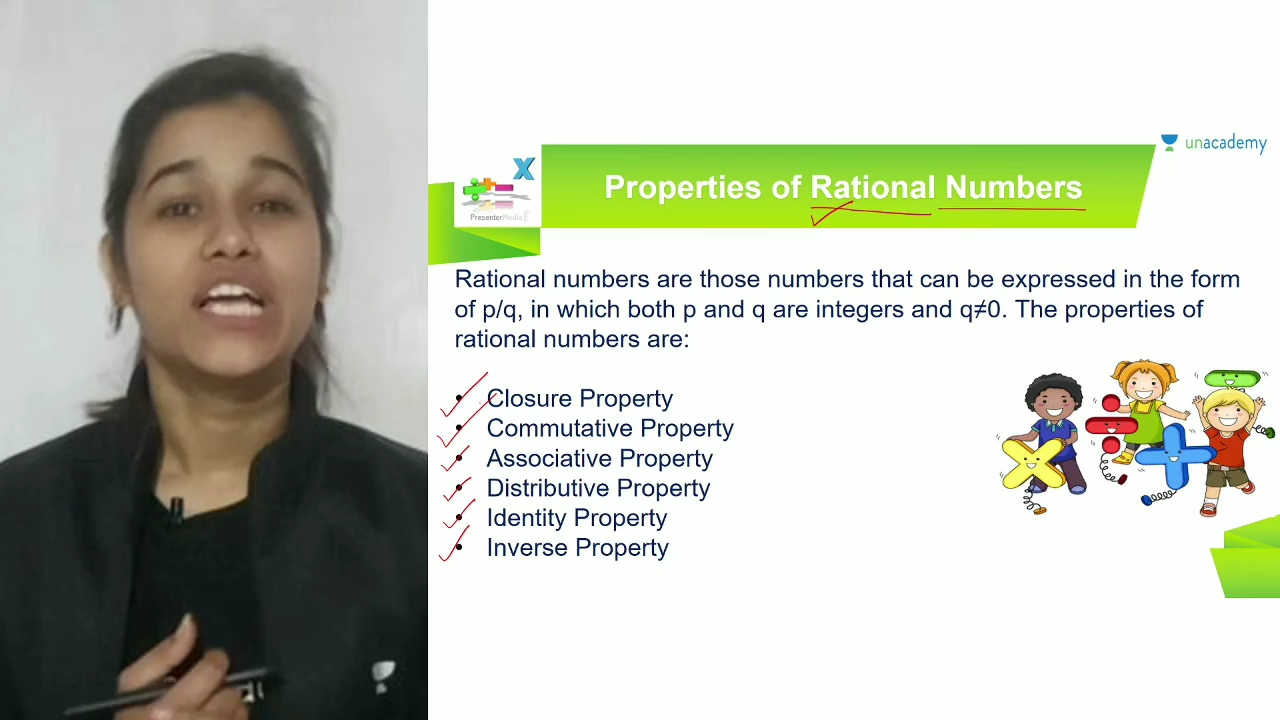 unacademy
Properties of Rational Numbers
PresenterMedia
Rational numbers are those numbers that can be expressed in the form
of p/q, in which both p and q are integers and q≠0. The properties of
rational numbers are:
• Closure Property
• Commutative Property
• Associative Property
• Distributive Property
• Identity Property
• Inverse Property